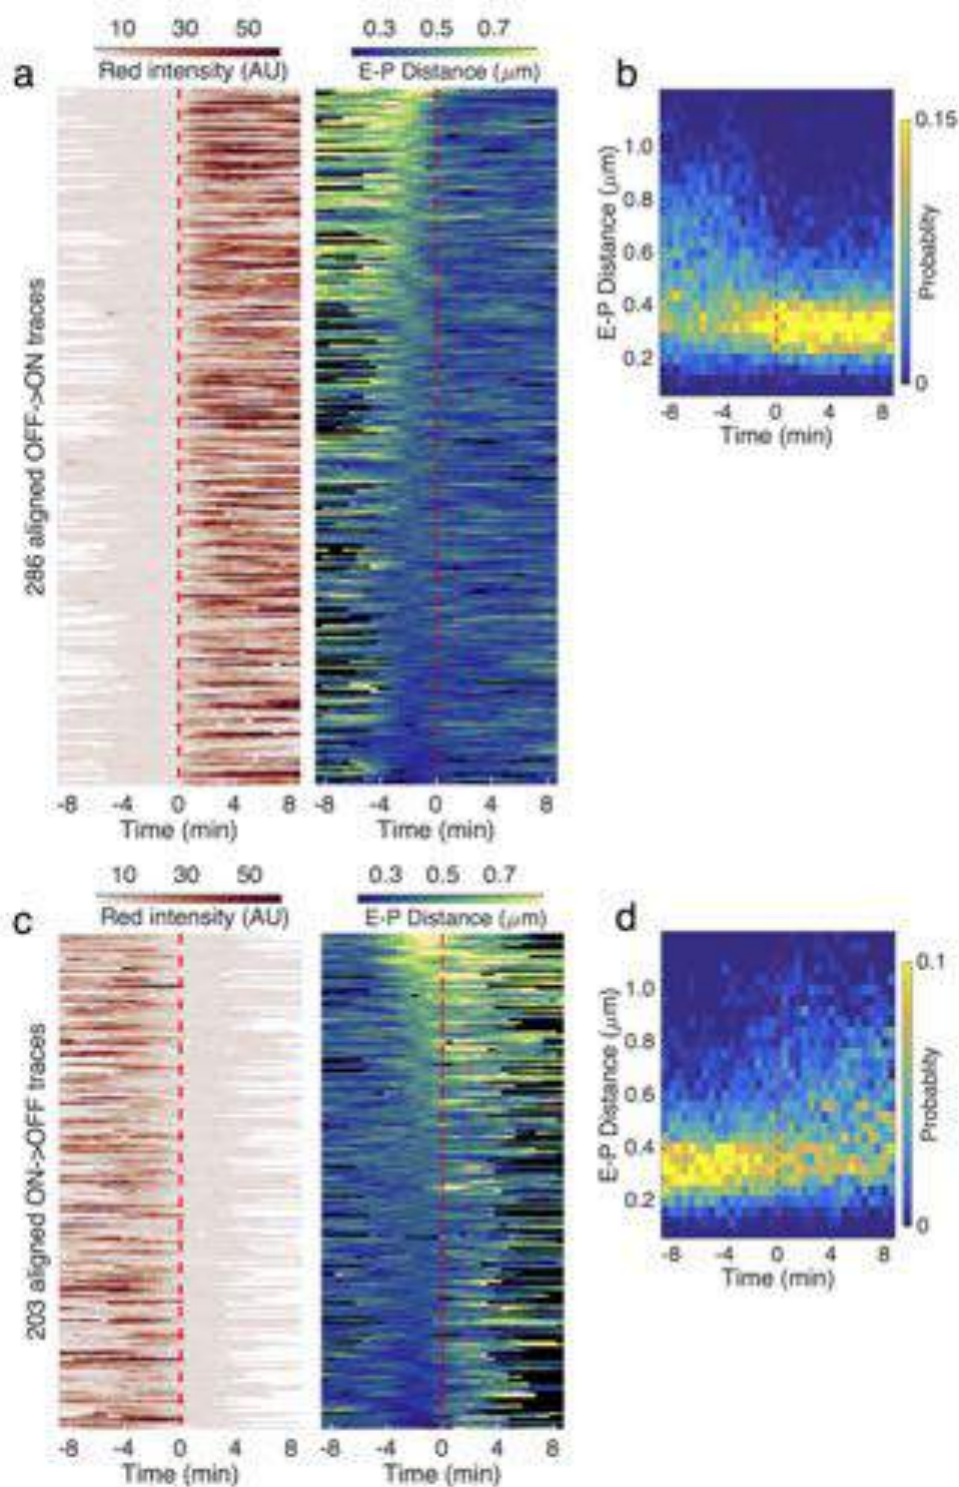 10 30 50
Red intensity (AU)
0.3 0.5 0.7
E-P Distance (μm)
a
286 aligned OFF->ON traces
-8 -4 0 4 8
Time (min)
-8 -4 0 4 8
Time (min)
b
E-P Distance (μm)
1.0
0.8
0.6
0.4
0.2
-8 -4 0 4 8
Time (min)
0.15
Probablity
0
10 30 50
Red intensity (AU)
0.3 0.5 0.7
E-P Distance (μm)
c
203 aligned ON->OFF traces
-8 -4 0 4 8
Time (min)
-8 -4 0 4 8
Time (min)
d
E-P Distance (μm)
1.0
0.8
0.6
0.4
0.2
-8 -4 0 4 8
Time (min)
0.1
Probablity
0